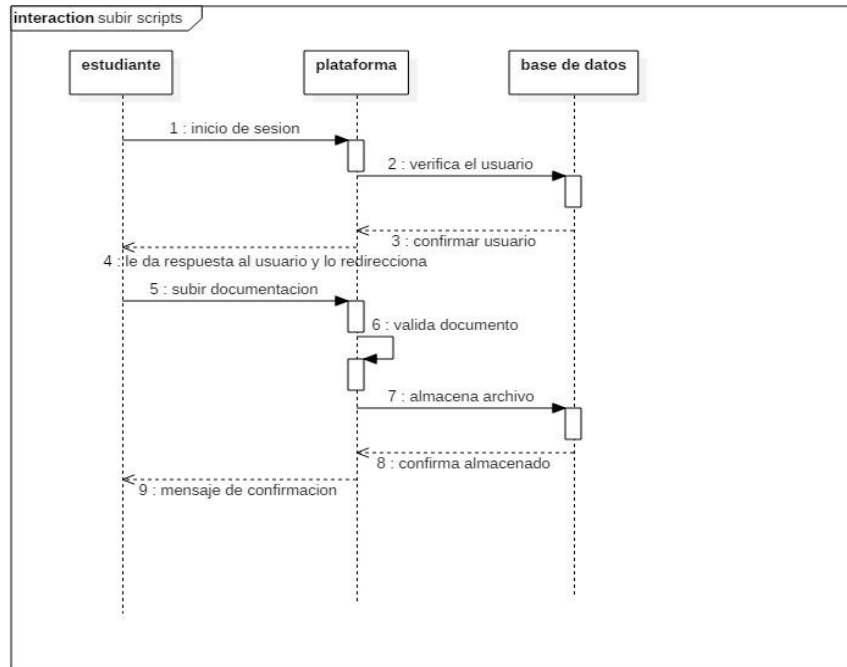 interaction subir scripts
estudiante
plataforma
base de datos
1 : inicio de sesion
2 : verifica el usuario
3 : confirmar usuario
4 : le da respuesta al usuario y lo redirecciona
5 : subir documentacion
6 : valida documento
7 : almacena archivo
8 : confirma almacenado
9 : mensaje de confirmacion